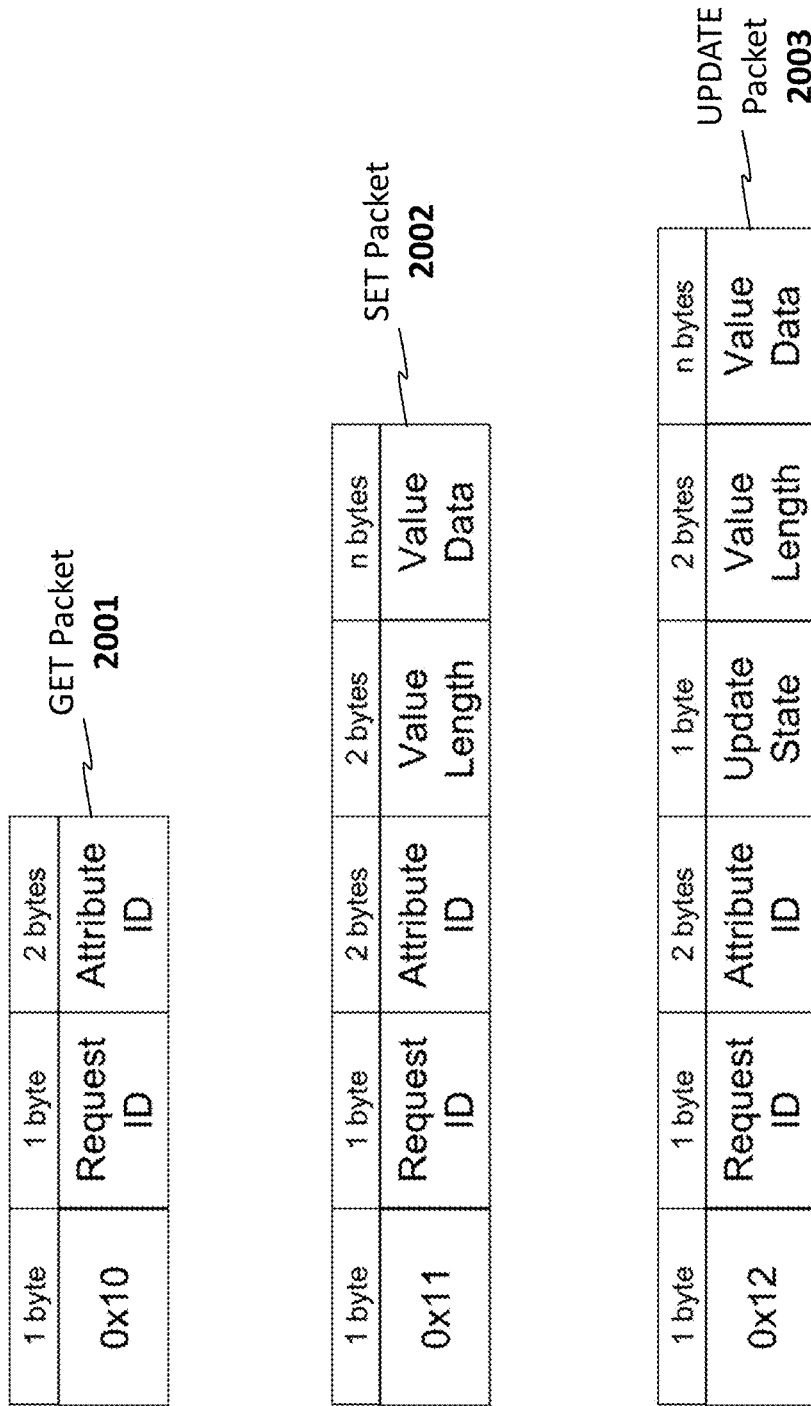 1 byte 1 byte 2 bytes
0x10 Request ID Attribute ID
GET Packet
2001
1 byte 1 byte 2 bytes 2 bytes n bytes
0x11 Request ID Attribute ID Value Length Value Data
SET Packet
2002
1 byte 1 byte 2 bytes 1 byte 2 bytes n bytes
0x12 Request ID Attribute ID Update State Value Length Value Data
UPDATE
Packet
2003